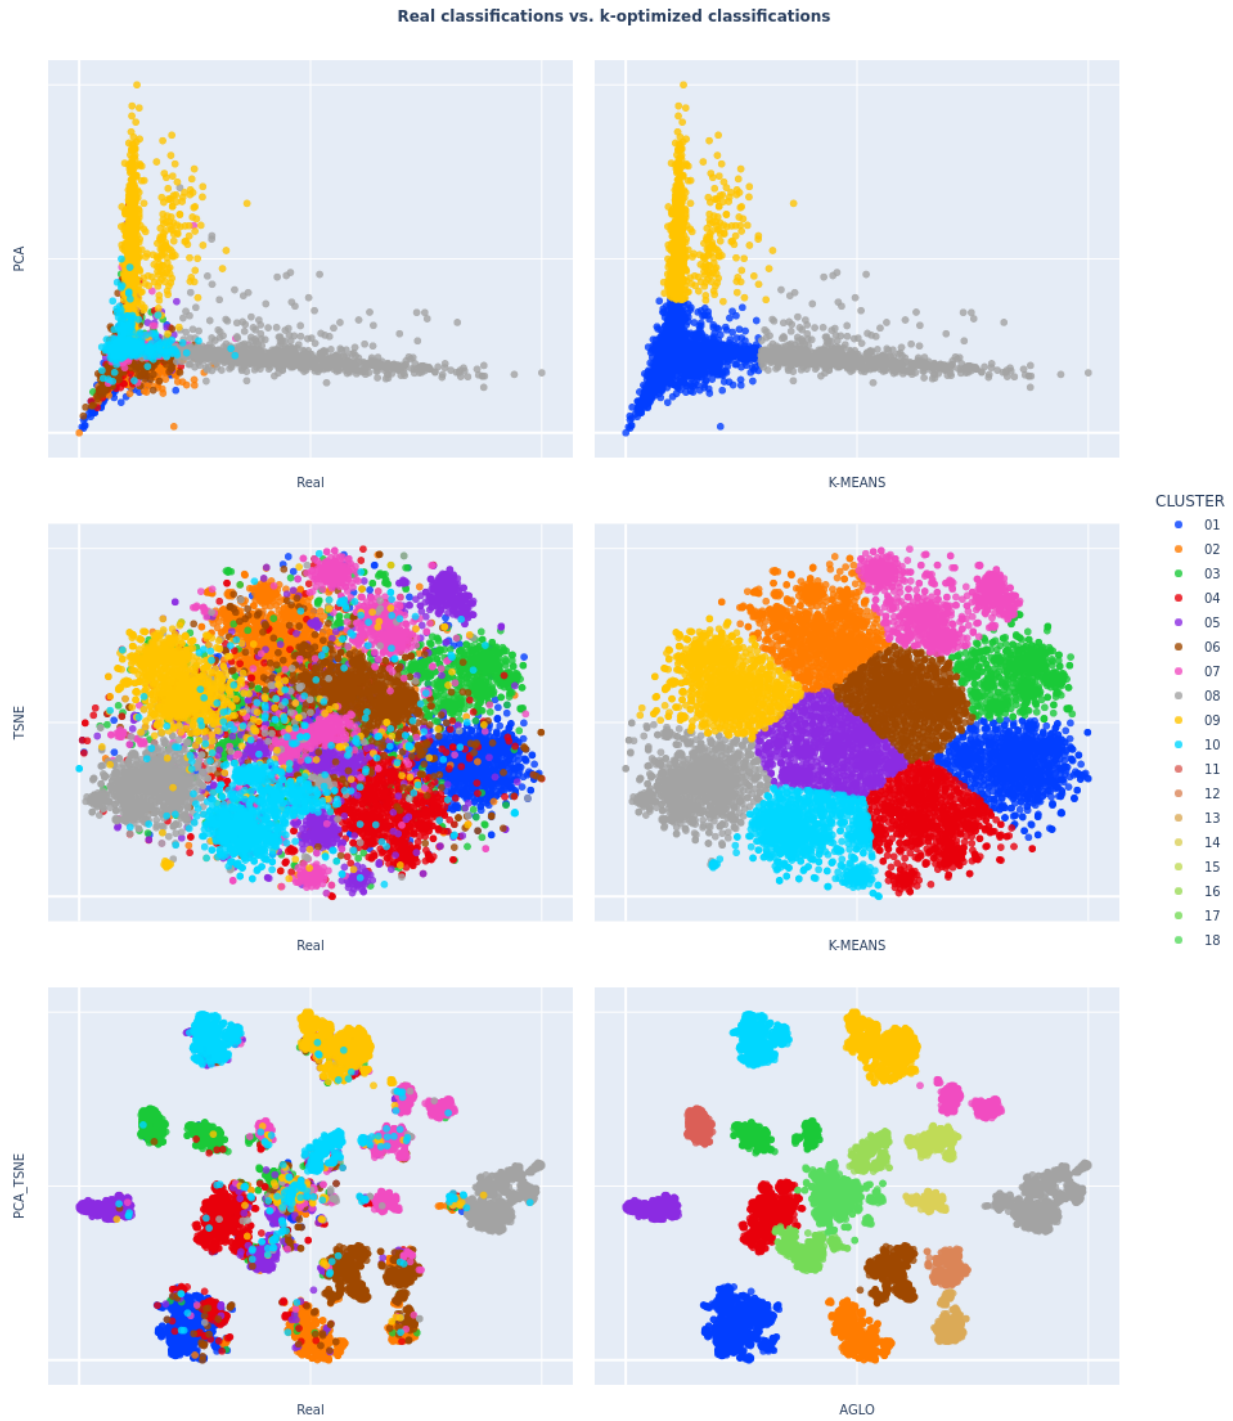 Real classifications vs. k-optimized classifications
PCA
Real
K-MEANS
TSNE
Real
K-MEANS
CLUSTER
01
02
03
04
05
06
07
08
09
10
11
12
13
14
15
16
17
18
PCA_TSNE
Real
AGLO